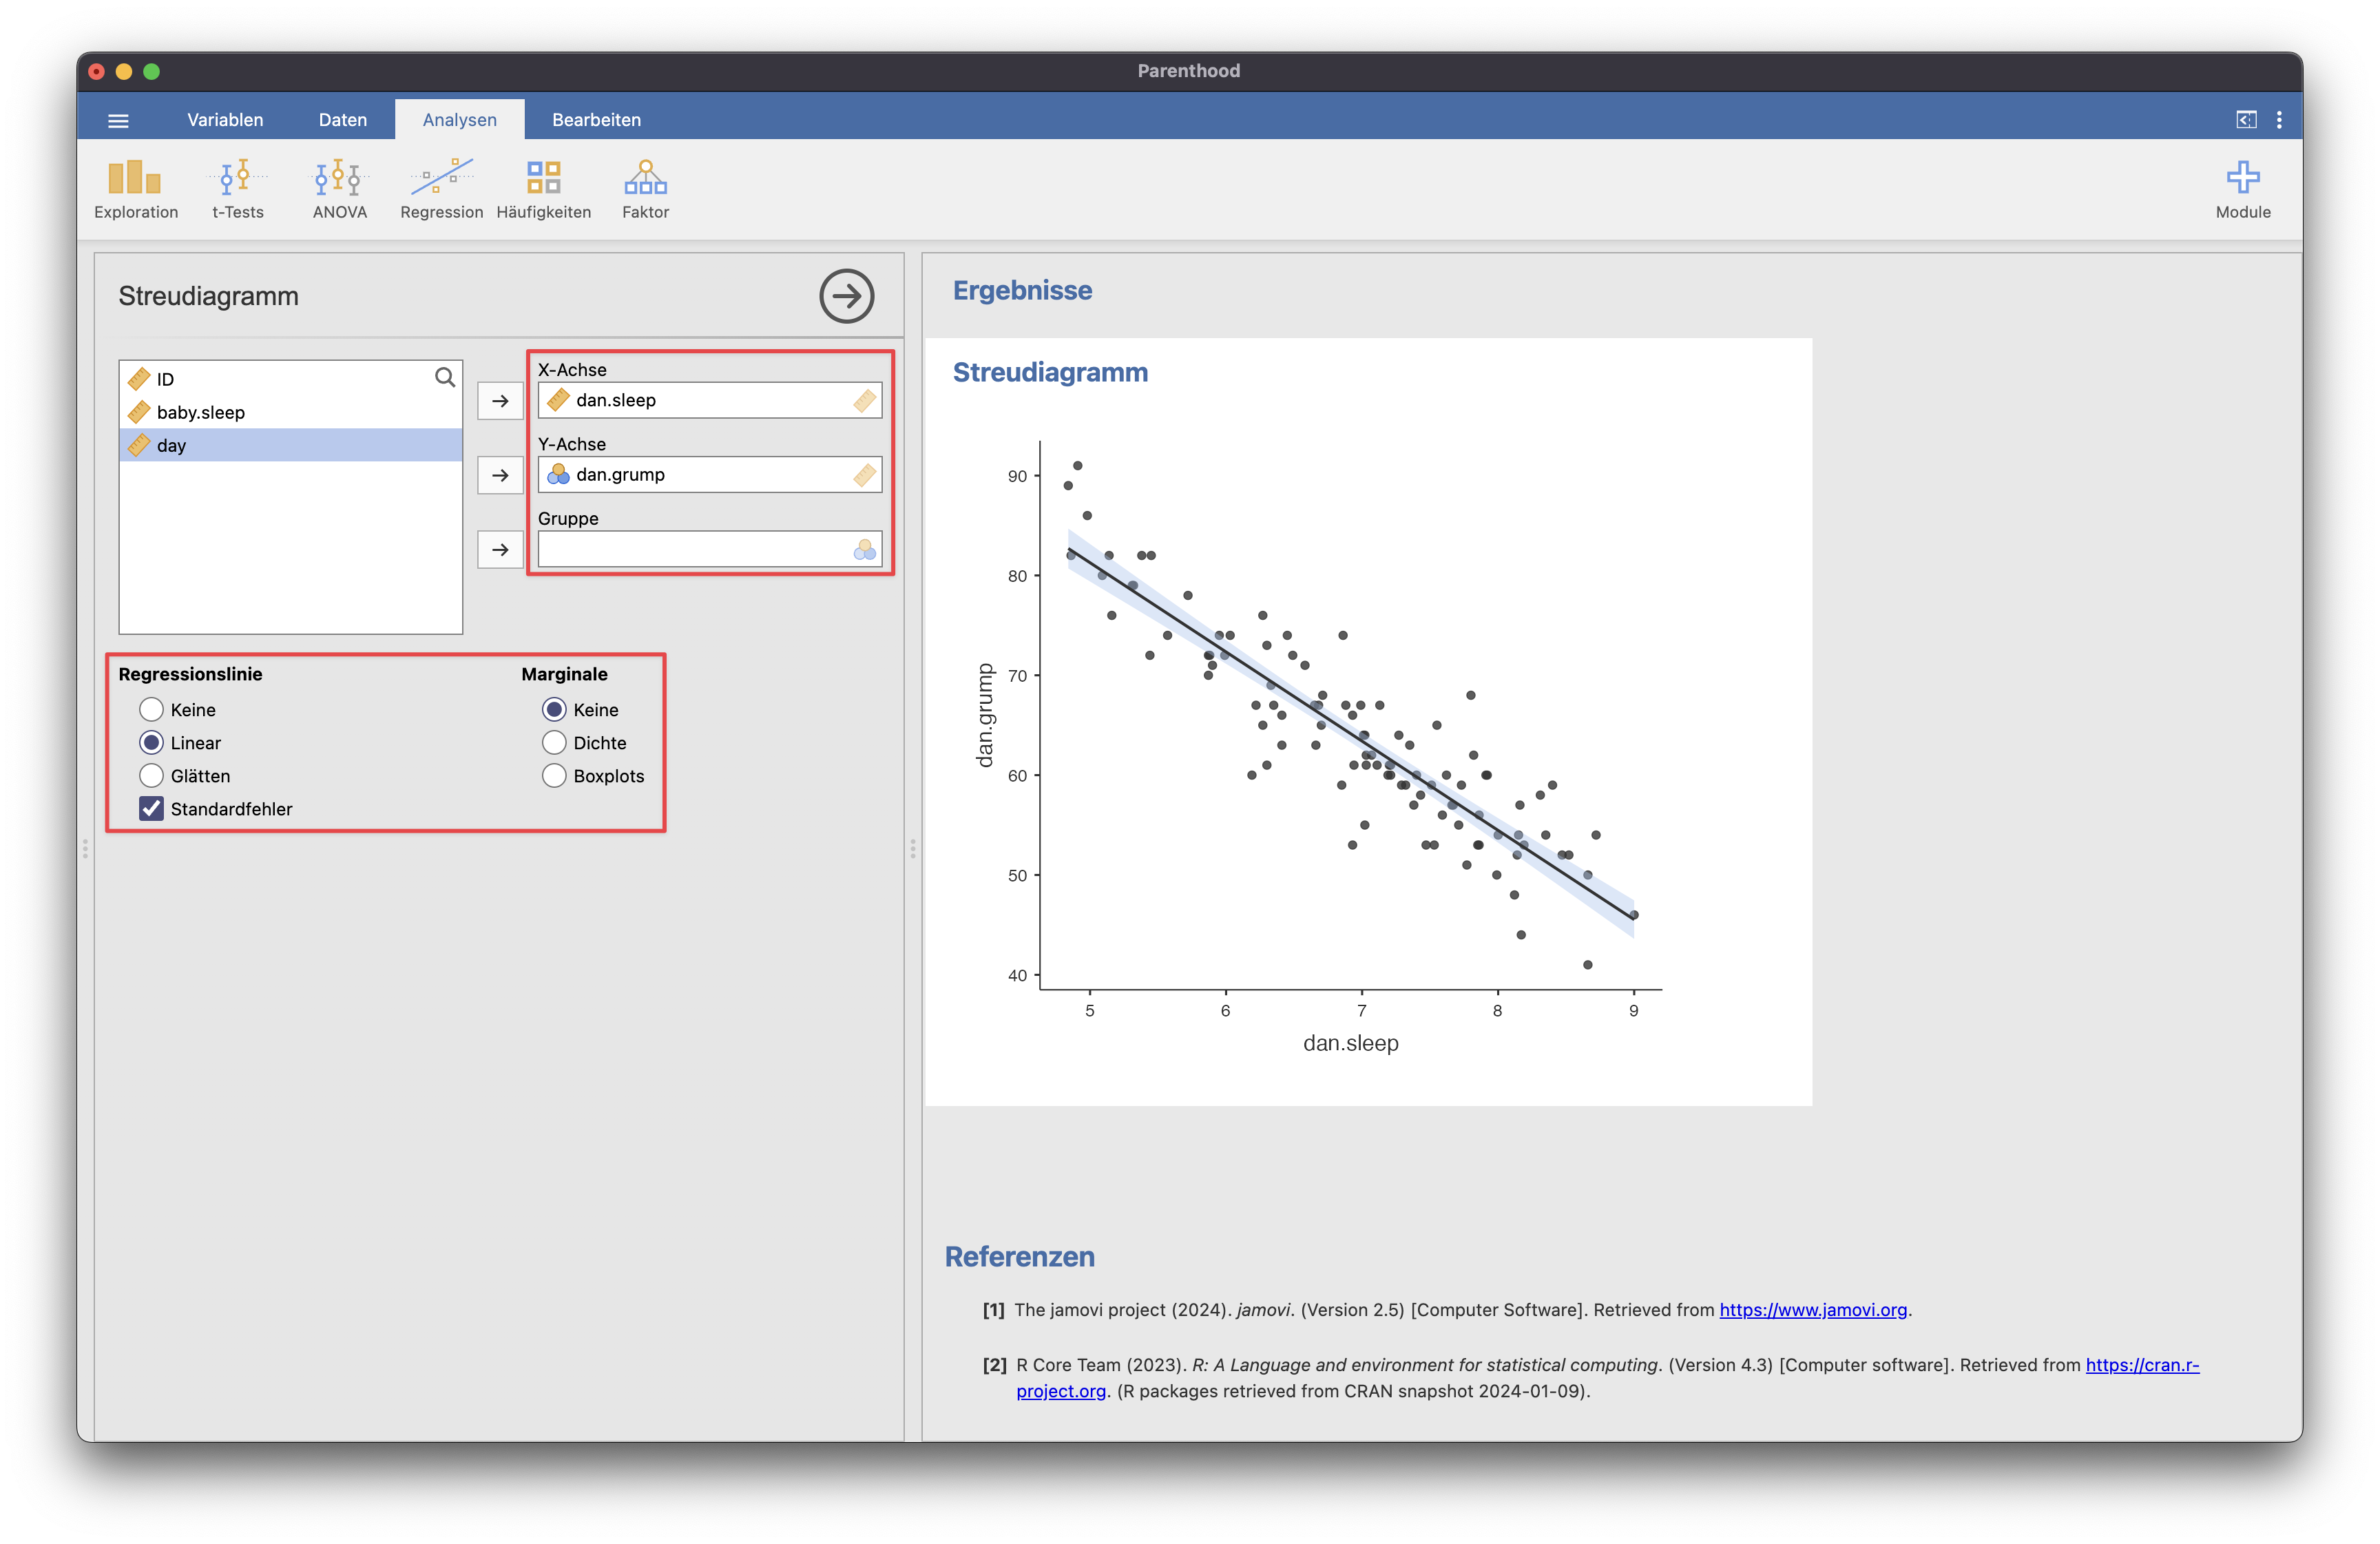 Parenthood
Variablen Daten Analysen Bearbeiten
Exploration t-Tests ANOVA Regression Häufigkeiten Faktor Module
Streudiagramm
ID
baby.sleep
day
X-Achse
dan.sleep
Y-Achse
dan.grump
Gruppe
Regressionslinie
Keine
Linear
Glätten
Standardfehler
Marginale
Keine
Dichte
Boxplots
Ergebnisse
Streudiagramm
90
80
70
60
50
40
dan.grump
5 6 7 8 9
dan.sleep
Referenzen
[1] The jamovi project (2024). jamovi. (Version 2.5) [Computer Software]. Retrieved from https://www.jamovi.org.
[2] R Core Team (2023). R: A Language and environment for statistical computing. (Version 4.3) [Computer software]. Retrieved from https://cran.r-
project.org. (R packages retrieved from CRAN snapshot 2024-01-09).